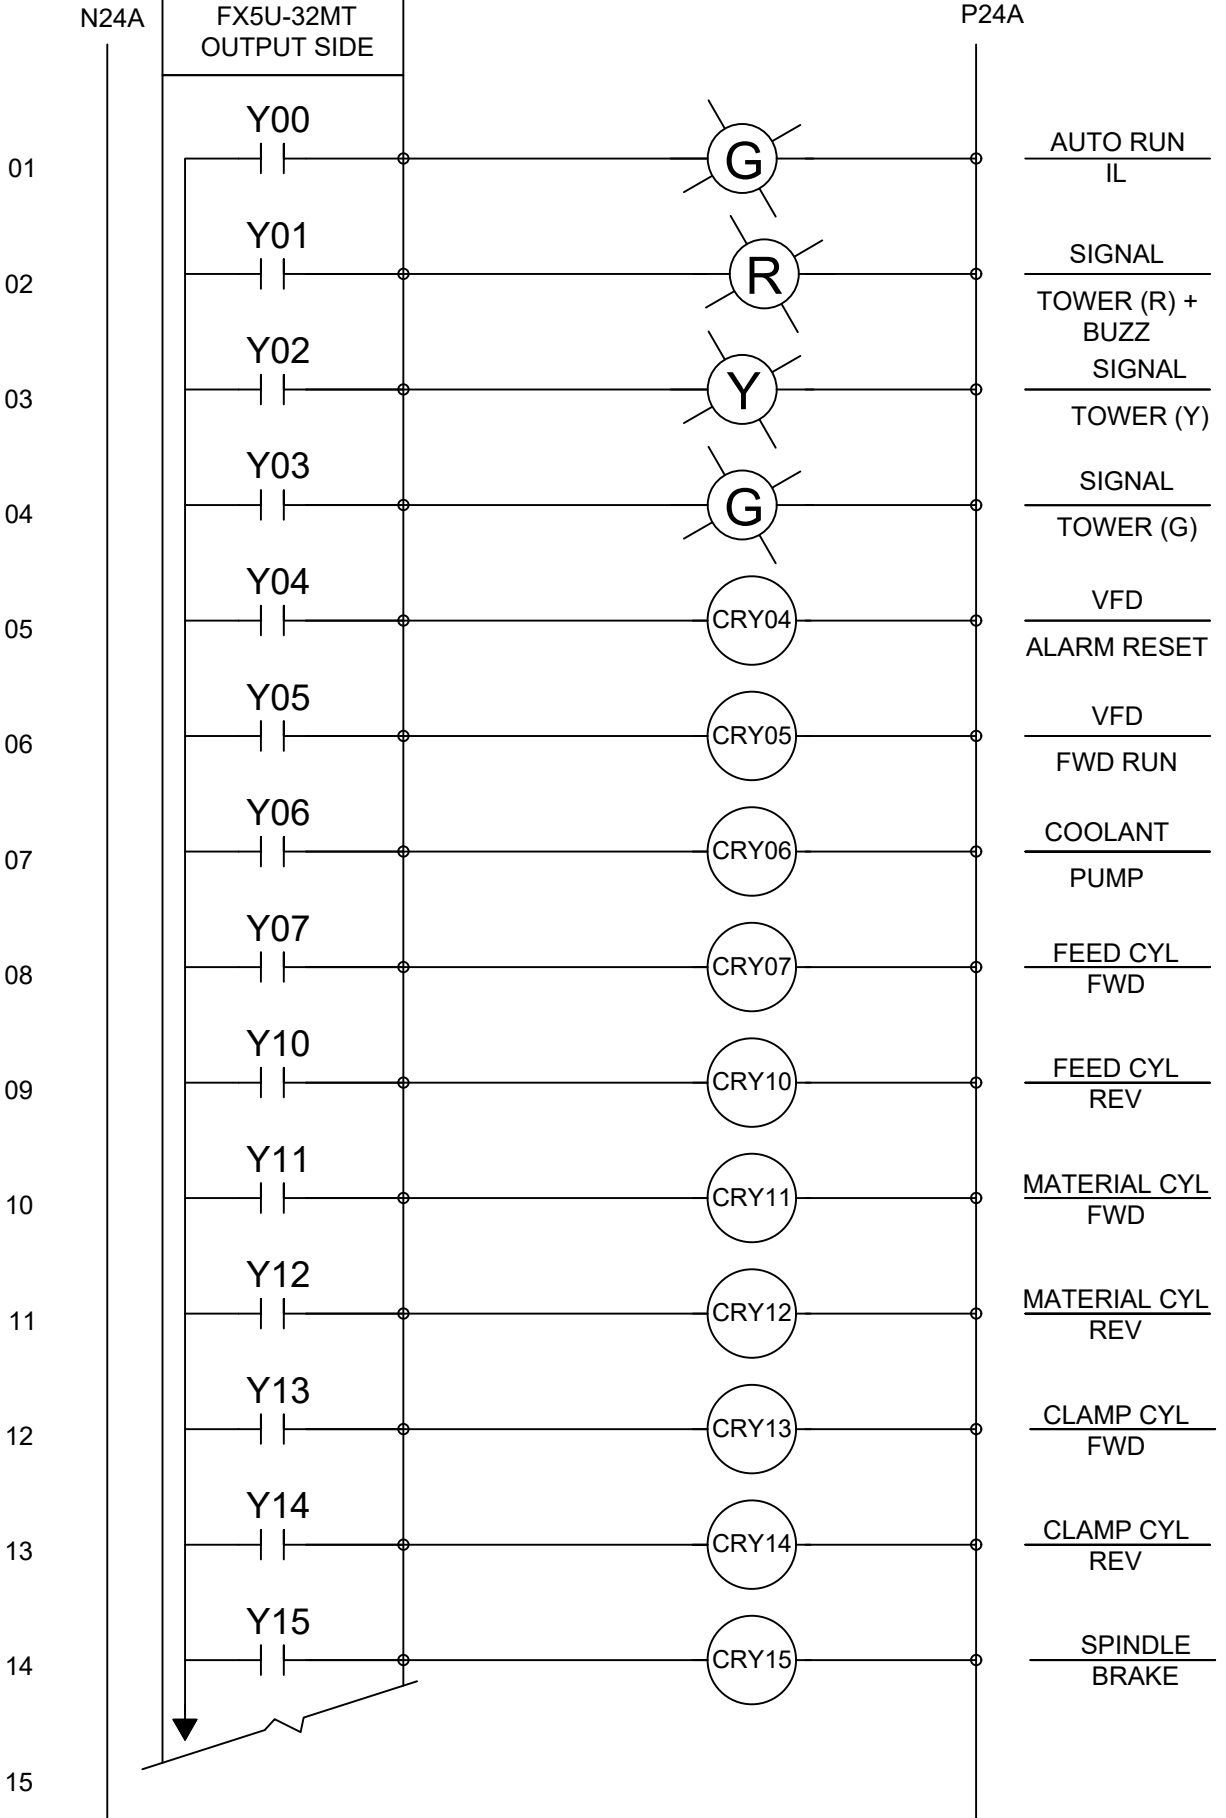 N24A
FX5U-32MT
OUTPUT SIDE
P24A
Y00
01
G
AUTO RUN
IL
Y01
02
R
SIGNAL
TOWER (R) +
BUZZ
Y02
03
Y
SIGNAL
TOWER (Y)
Y03
04
G
SIGNAL
TOWER (G)
Y04
05
CRY04
VFD
ALARM RESET
Y05
06
CRY05
VFD
FWD RUN
Y06
07
CRY06
COOLANT
PUMP
Y07
08
CRY07
FEED CYL
FWD
Y10
09
CRY10
FEED CYL
REV
Y11
10
CRY11
MATERIAL CYL
FWD
Y12
11
CRY12
MATERIAL CYL
REV
Y13
12
CRY13
CLAMP CYL
FWD
Y14
13
CRY14
CLAMP CYL
REV
Y15
14
CRY15
SPINDLE
BRAKE
15